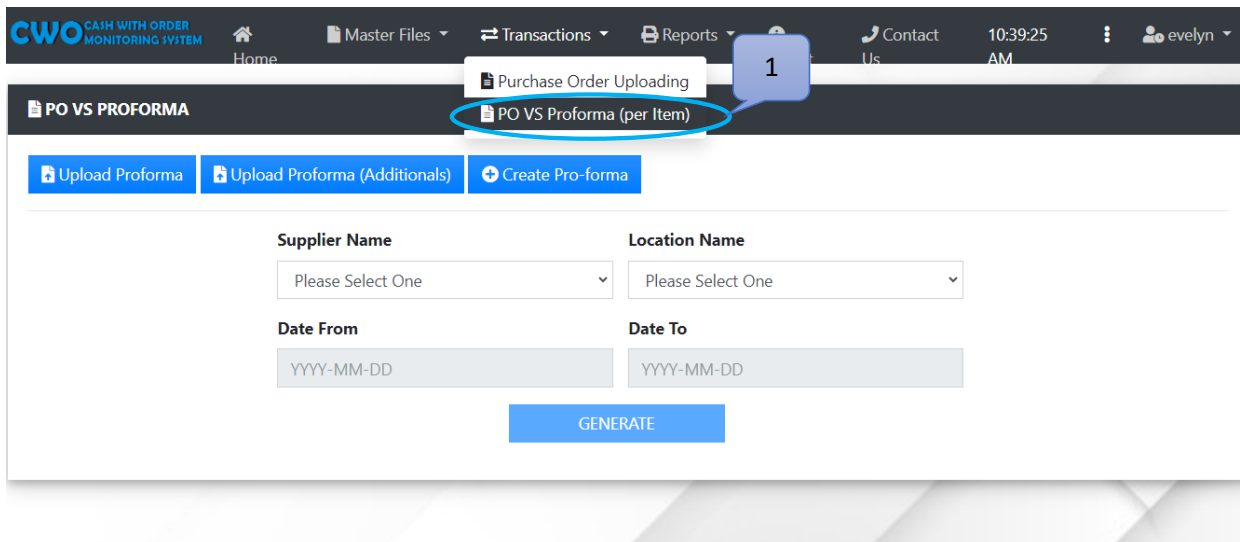 CWO CASH WITH ORDER MONITORING SYSTEM
Home
Master Files
Transactions
Reports
Contact Us
10:39:25 AM
evelyn
1
Purchase Order Uploading
PO VS Proforma (per Item)
PO VS PROFORMA
Upload Proforma
Upload Proforma (Additionals)
Create Pro-forma
Supplier Name
Location Name
Please Select One
Please Select One
Date From
Date To
YYYY-MM-DD
YYYY-MM-DD
GENERATE